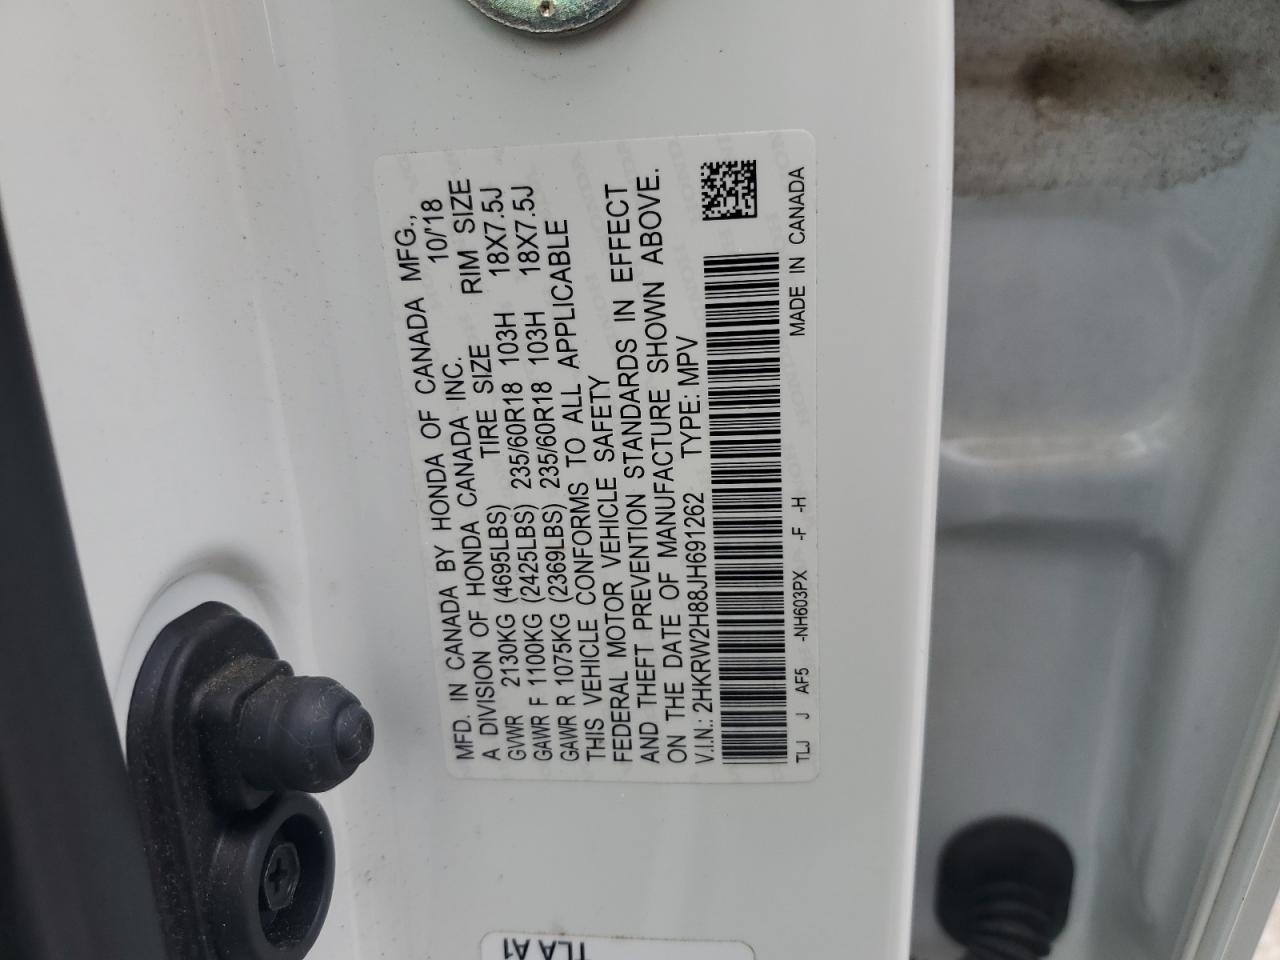 MFD. IN CANADA BY HONDA OF CANADA MFG.,
A DIVISION OF HONDA CANADA INC. 10/'18
TIRE SIZE RIM SIZE
GVWR 2130KG (4695LBS)
GAWR F 1100KG (2425LBS) 235/60R18 103H 18X7.5J
GAWR R 1075KG (2369LBS) 235/60R18 103H 18X7.5J
THIS VEHICLE CONFORMS TO ALL APPLICABLE
FEDERAL MOTOR VEHICLE SAFETY
AND THEFT PREVENTION STANDARDS IN EFFECT
ON THE DATE OF MANUFACTURE SHOWN ABOVE.
V.I.N.: 2HKRW2H88JH691262 TYPE: MPV
TLJ J AF5 -NH603PX -F -H MADE IN CANADA
TLA A1